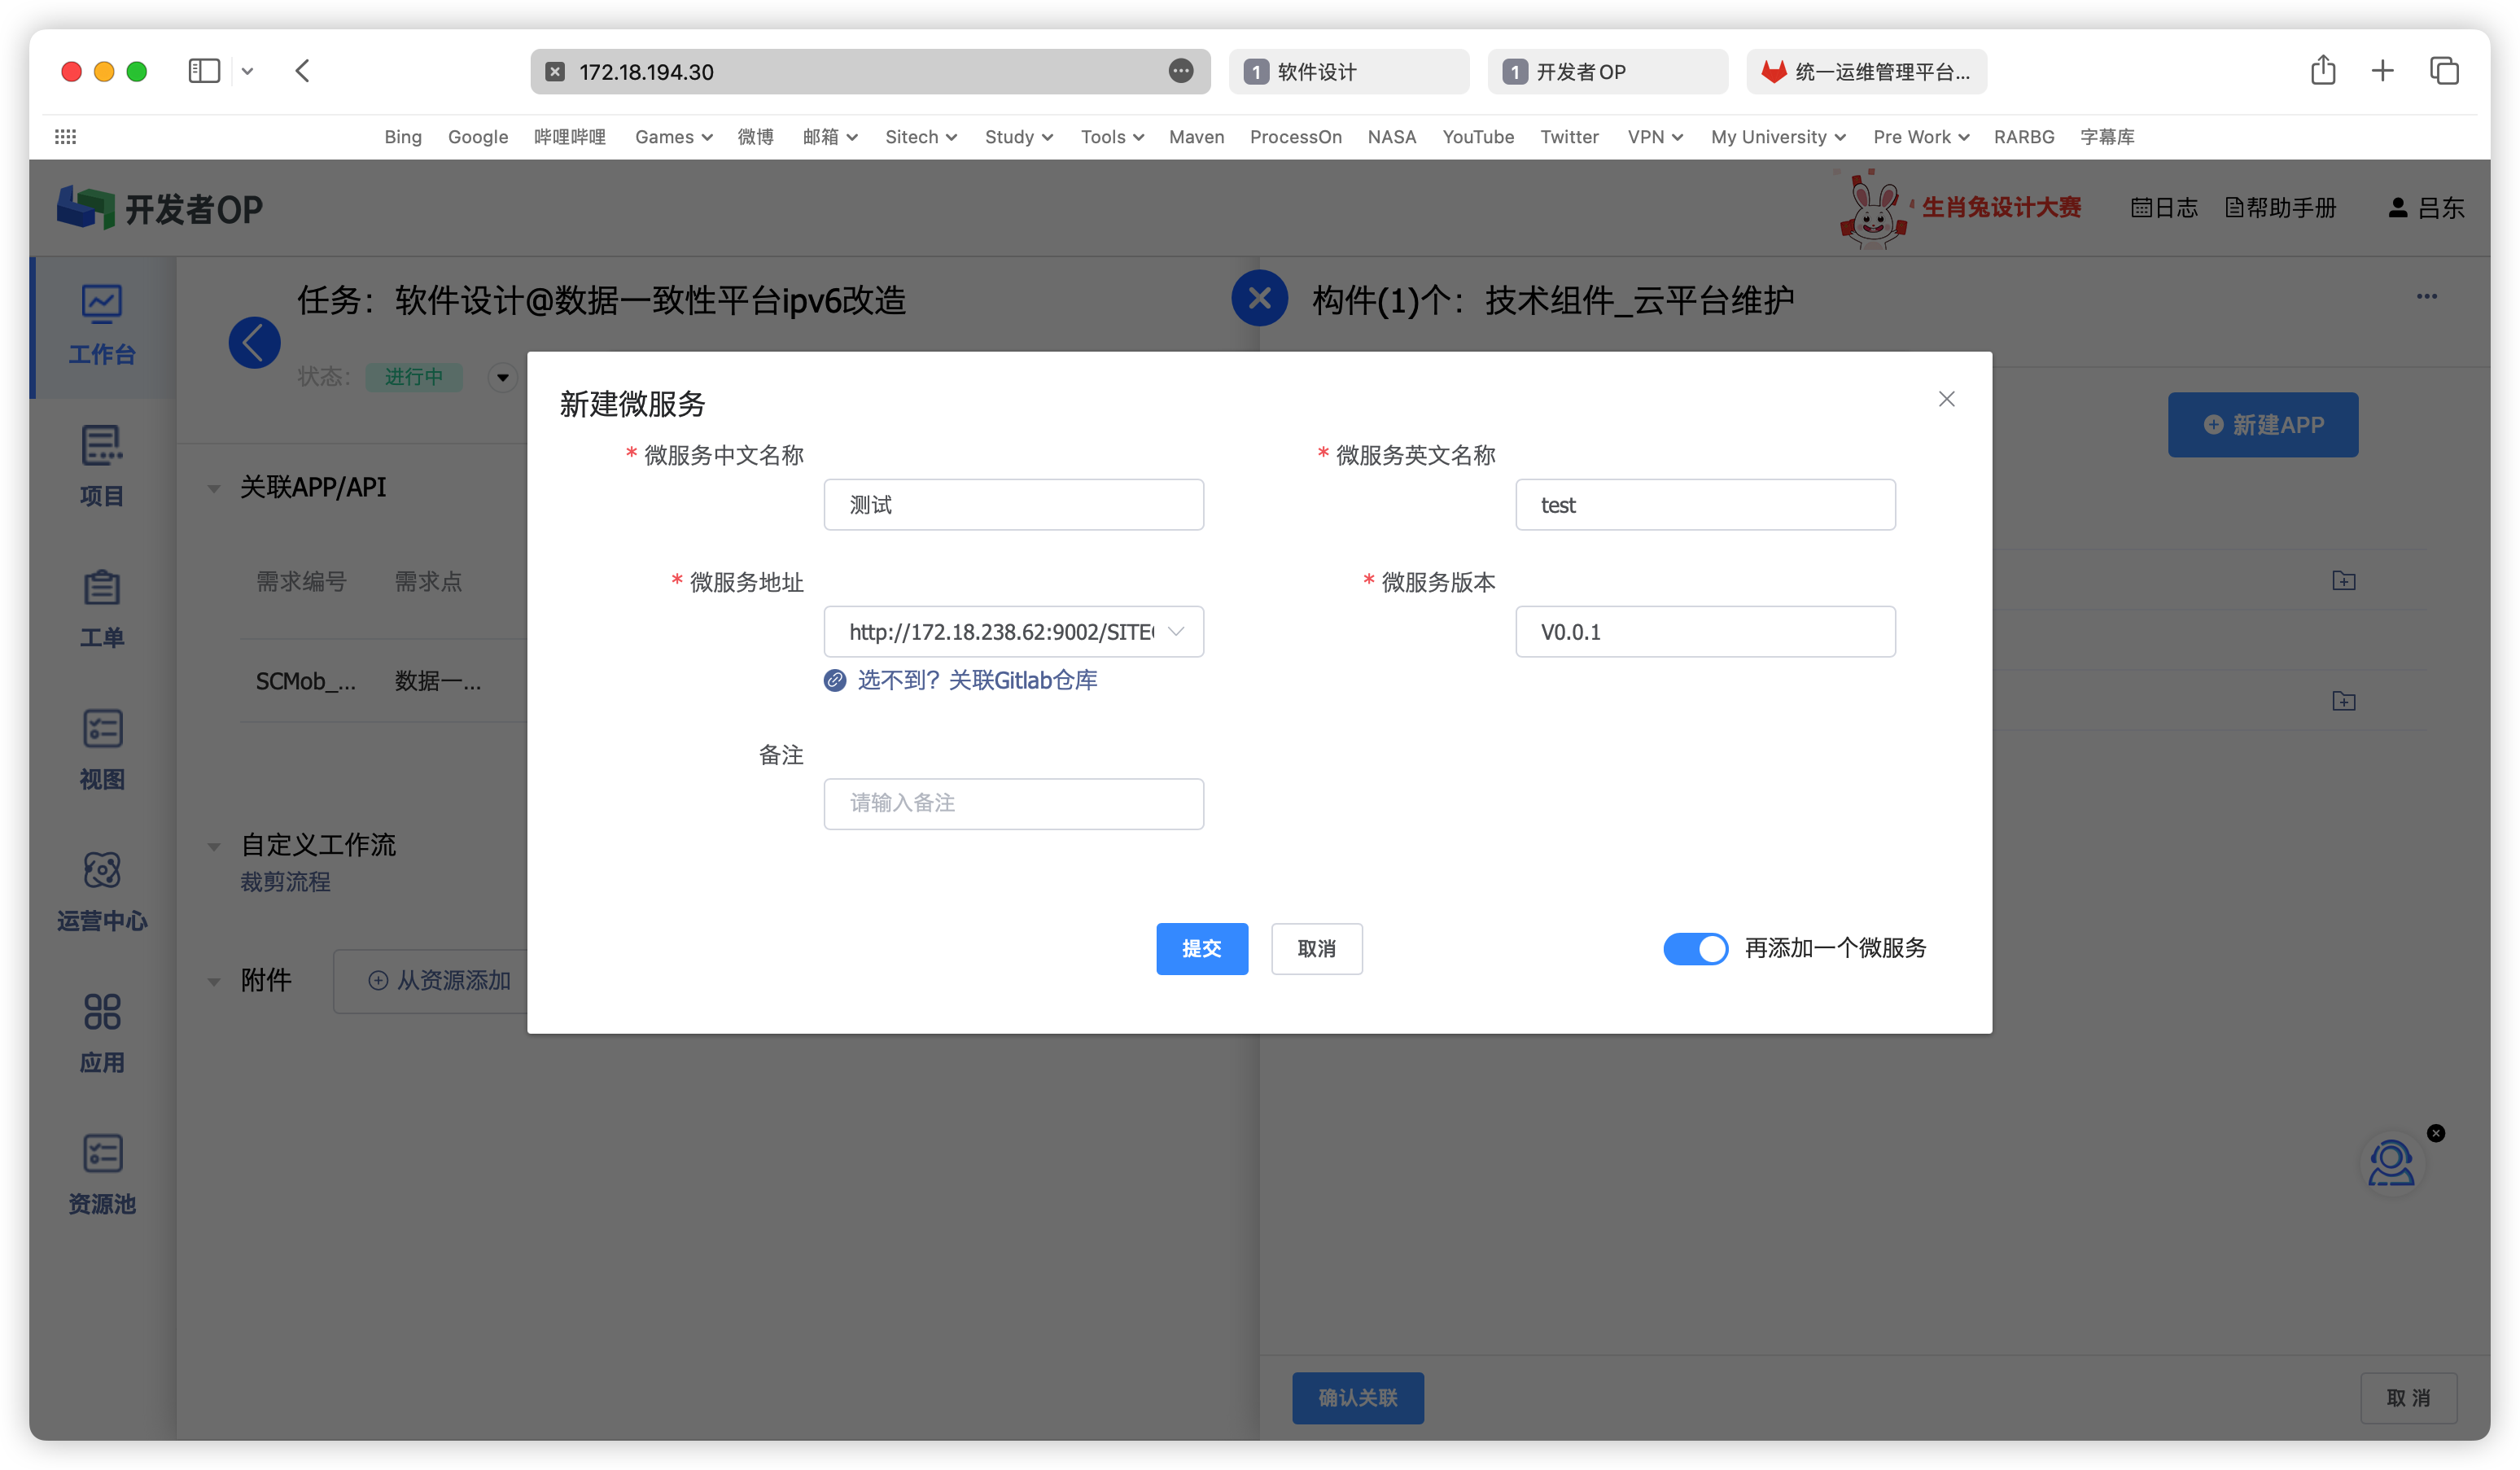 172.18.194.30
1 软件设计
1 开发者OP
统一运维管理平台...
Bing Google 哔哩哔哩 Games 微博 邮箱 Sitech Study Tools Maven ProcessOn NASA YouTube Twitter VPN My University Pre Work RARBG 字幕库
开发者OP
生肖兔设计大赛
日志 帮助手册 吕东
工作台
项目
工单
视图
运营中心
应用
资源池
任务：软件设计@数据一致性平台ipv6改造
状态： 进行中
关联APP/API
需求编号 需求点
SCMob_... 数据一...
自定义工作流
裁剪流程
附件 从资源添加
构件(1)个：技术组件_云平台维护
新建APP
新建微服务
* 微服务中文名称
测试
* 微服务英文名称
test
* 微服务地址
http://172.18.238.62:9002/SITE
选不到？关联Gitlab仓库
* 微服务版本
V0.0.1
备注
请输入备注
提交 取消 再添加一个微服务
确认关联 取 消